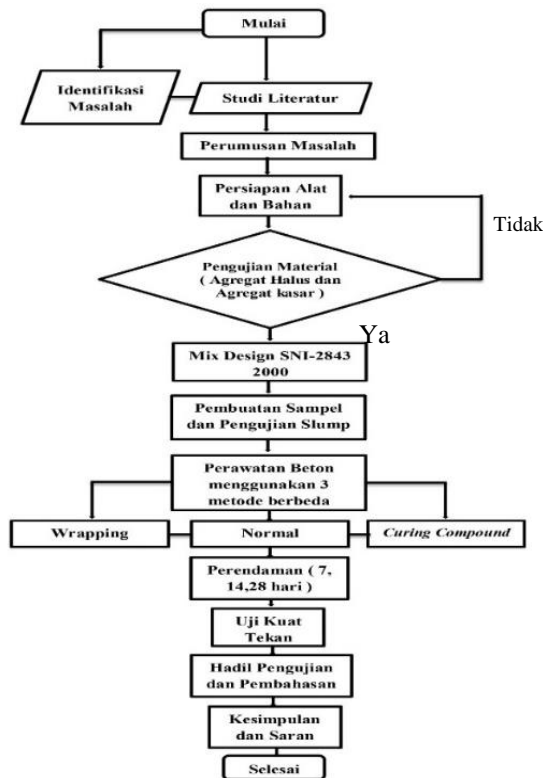 Mulai
Identifikasi
Masalah
Studi Literatur
Perumusan Masalah
Persiapan Alat
dan Bahan
Tidak
Pengujian Material
( Agregat Halus dan
Agregat kasar )
Ya
Mix Design SNI-2843
2000
Pembuatan Sampel
dan Pengujian Slump
Perawatan Beton
menggunakan 3
metode berbeda
Wrapping
Normal
Curing Compound
Perendaman ( 7,
14,28 hari )
Uji Kuat
Tekan
Hadil Pengujian
dan Pembahasan
Kesimpulan
dan Saran
Selesai